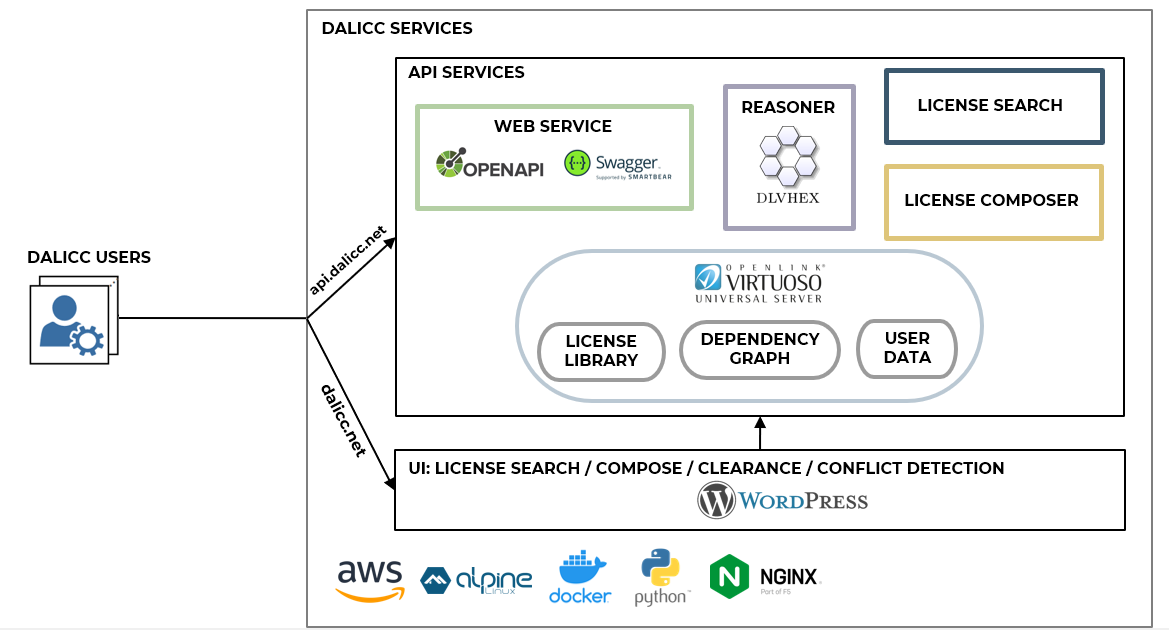 DALICC SERVICES
API SERVICES
WEB SERVICE
OPENAPI
Swagger
Supported by SMARTBEAR
REASONER
DLVHEX
LICENSE SEARCH
LICENSE COMPOSER
DALICC USERS
api.dalicc.net
dalicc.net
OPENLINK
VIRTUOSO
UNIVERSAL SERVER
LICENSE
LIBRARY
DEPENDENCY
GRAPH
USER
DATA
UI: LICENSE SEARCH / COMPOSE / CLEARANCE / CONFLICT DETECTION
WORDPRESS
aws
alpine
Linux
docker
python
N
NGINX
Part of F5